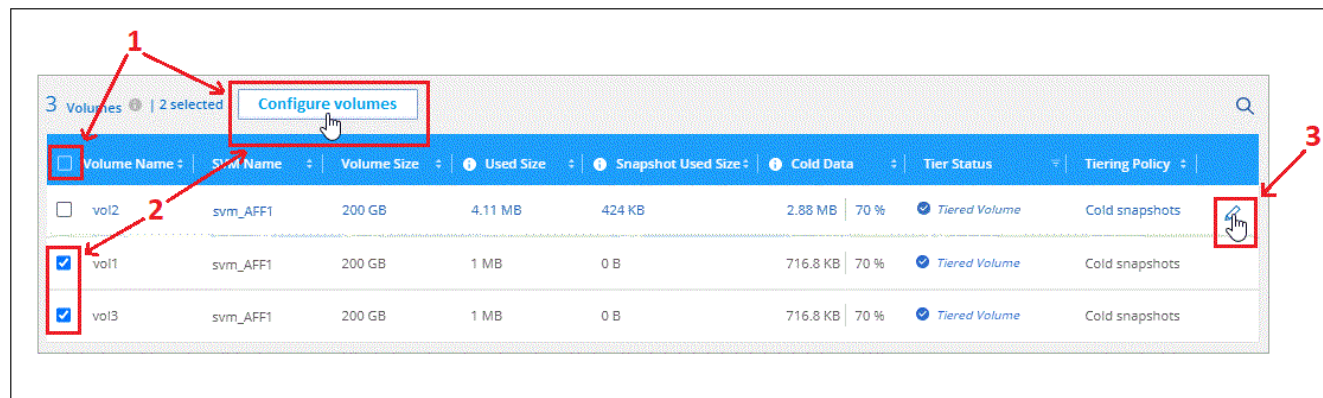 1
3 Volumes | 2 selected Configure volumes
3
Volume Name SVM Name Volume Size Used Size Snapshot Used Size Cold Data Tier Status Tiering Policy
vol2 svm_AFF1 200 GB 4.11 MB 424 KB 2.88 MB 70 % Tiered Volume Cold snapshots
2
vol1 svm_AFF1 200 GB 1 MB 0 B 716.8 KB 70 % Tiered Volume Cold snapshots
vol3 svm_AFF1 200 GB 1 MB 0 B 716.8 KB 70 % Tiered Volume Cold snapshots